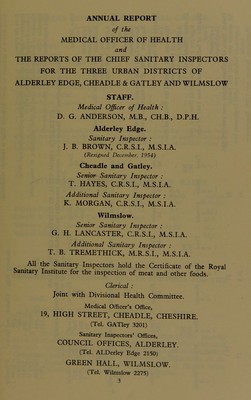 ANNUAL REPORT
of the
MEDICAL OFFICER OF HEALTH
and
THE REPORTS OF THE CHIEF SANITARY INSPECTORS
FOR THE THREE URBAN DISTRICTS OF
ALDERLEY EDGE, CHEADLE & GATLEY AND WILMSLOW
STAFF.
Medical Officer of Health :
D. G. ANDERSON, M.B., CH.B., D.P.H.
Alderley Edge.
Sanitary Inspector :
J. B. BROWN, C.R.S.I., M.S.I.A.
(Resigned December, 1954)
Cheadle and Gatley.
Senior Sanitary Inspector :
T. HAYES, C.R.S.I., M.S.I.A.
Additional Sanitary Inspector :
K. MORGAN, C.R.S.I., M.S.I.A.
Wilmslow.
Senior Sanitary Inspector :
G. H. LANCASTER, C.R.S.I., M.S.I.A.
Additional Sanitary Inspector :
T. B. TREMETHICK, M.R.S.I., M.S.I.A.
All the Sanitary Inspectors hold the Certificate of the Royal
Sanitary Institute for the inspection of meat and other foods.
Clerical :
Joint with Divisional Health Committee.
Medical Officer's Office,
19, HIGH STREET, CHEADLE, CHESHIRE.
(Tel. GATley 3201)
Sanitary Inspectors' Offices,
COUNCIL OFFICES, ALDERLEY.
(Tel. ALDerley Edge 2150)
GREEN HALL, WILMSLOW.
(Tel. Wilmslow 2275)
3